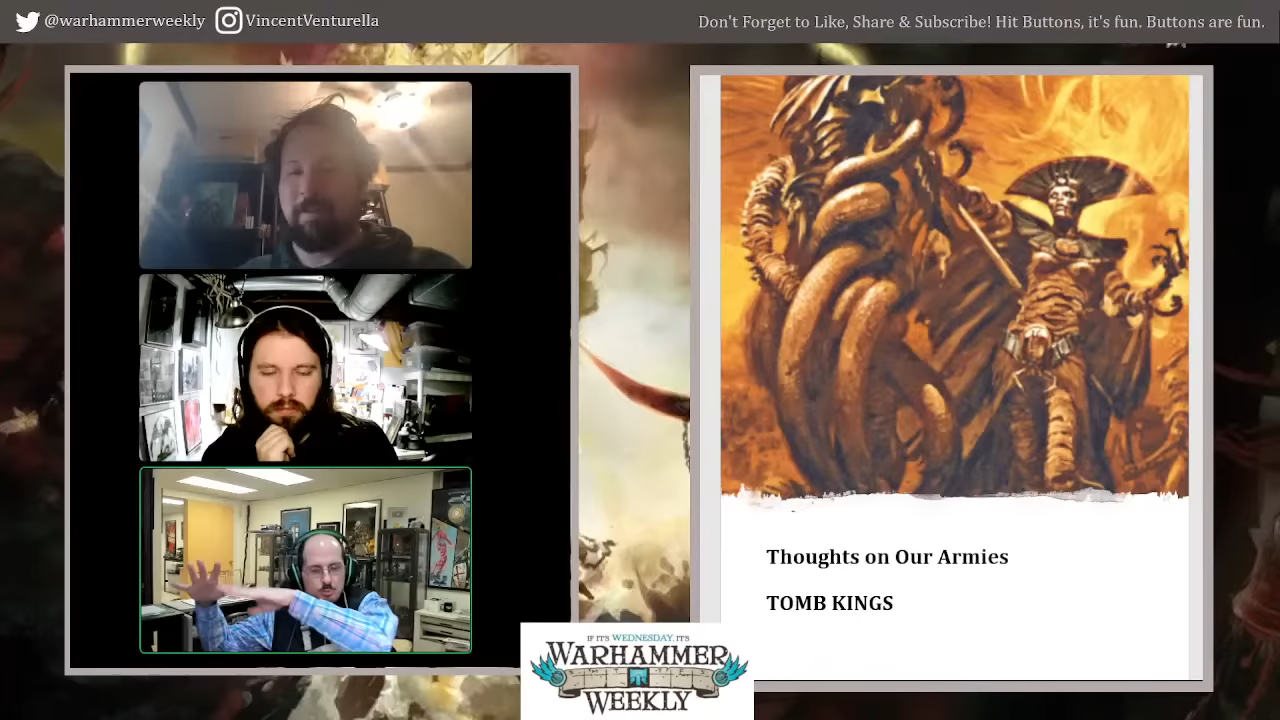 @warhammerweekly VincentVenturella
Don't Forget to Like, Share & Subscribe! Hit Buttons, it's fun. Buttons are fun.
Thoughts on Our Armies
TOMB KINGS
IF IT'S WEDNESDAY, IT'S
WARHAMMER
WEEKLY